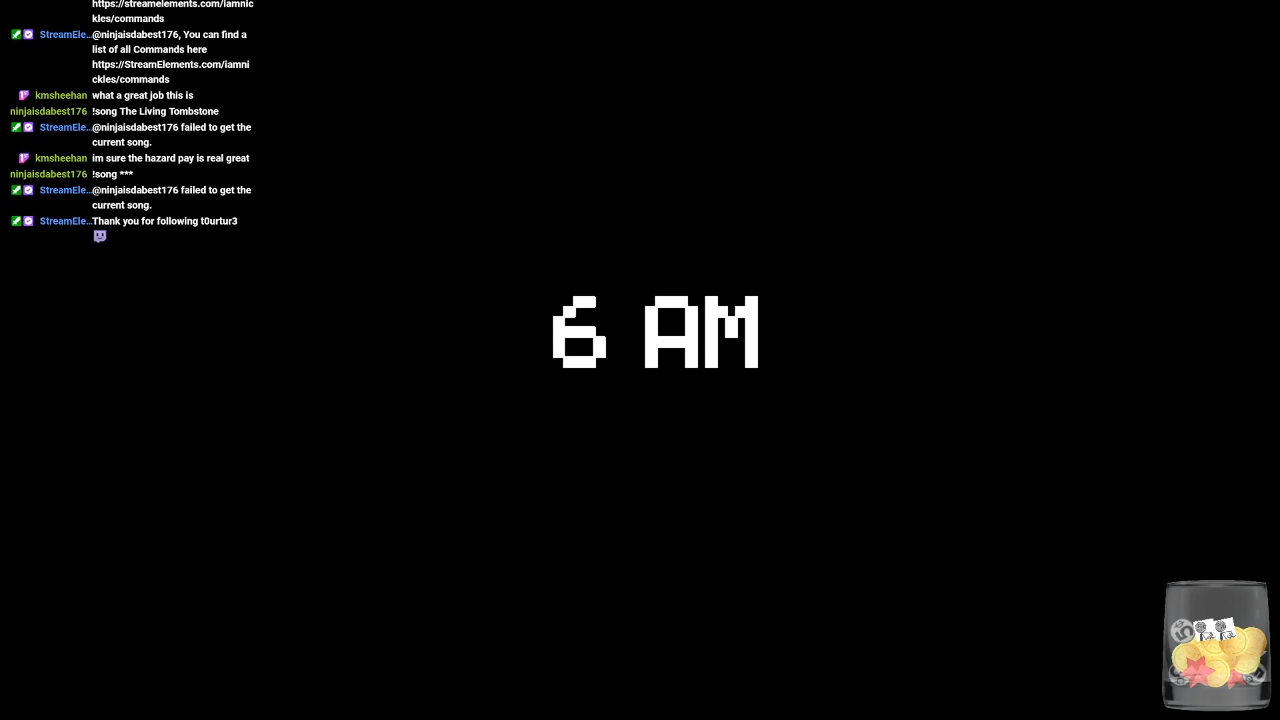 https://streamelements.com/iamnic
kles/commands
StreamEle... @ninjaisdabest176, You can find a
list of all Commands here
https://StreamElements.com/iamni
ckles/commands
kmsheehan what a great job this is
ninjaisdabest176 !song The Living Tombstone
StreamEle... @ninjaisdabest176 failed to get the
current song.
kmsheehan im sure the hazard pay is real great
ninjaisdabest176 !song ***
StreamEle... @ninjaisdabest176 failed to get the
current song.
StreamEle... Thank you for following t0urtur3
6 AM